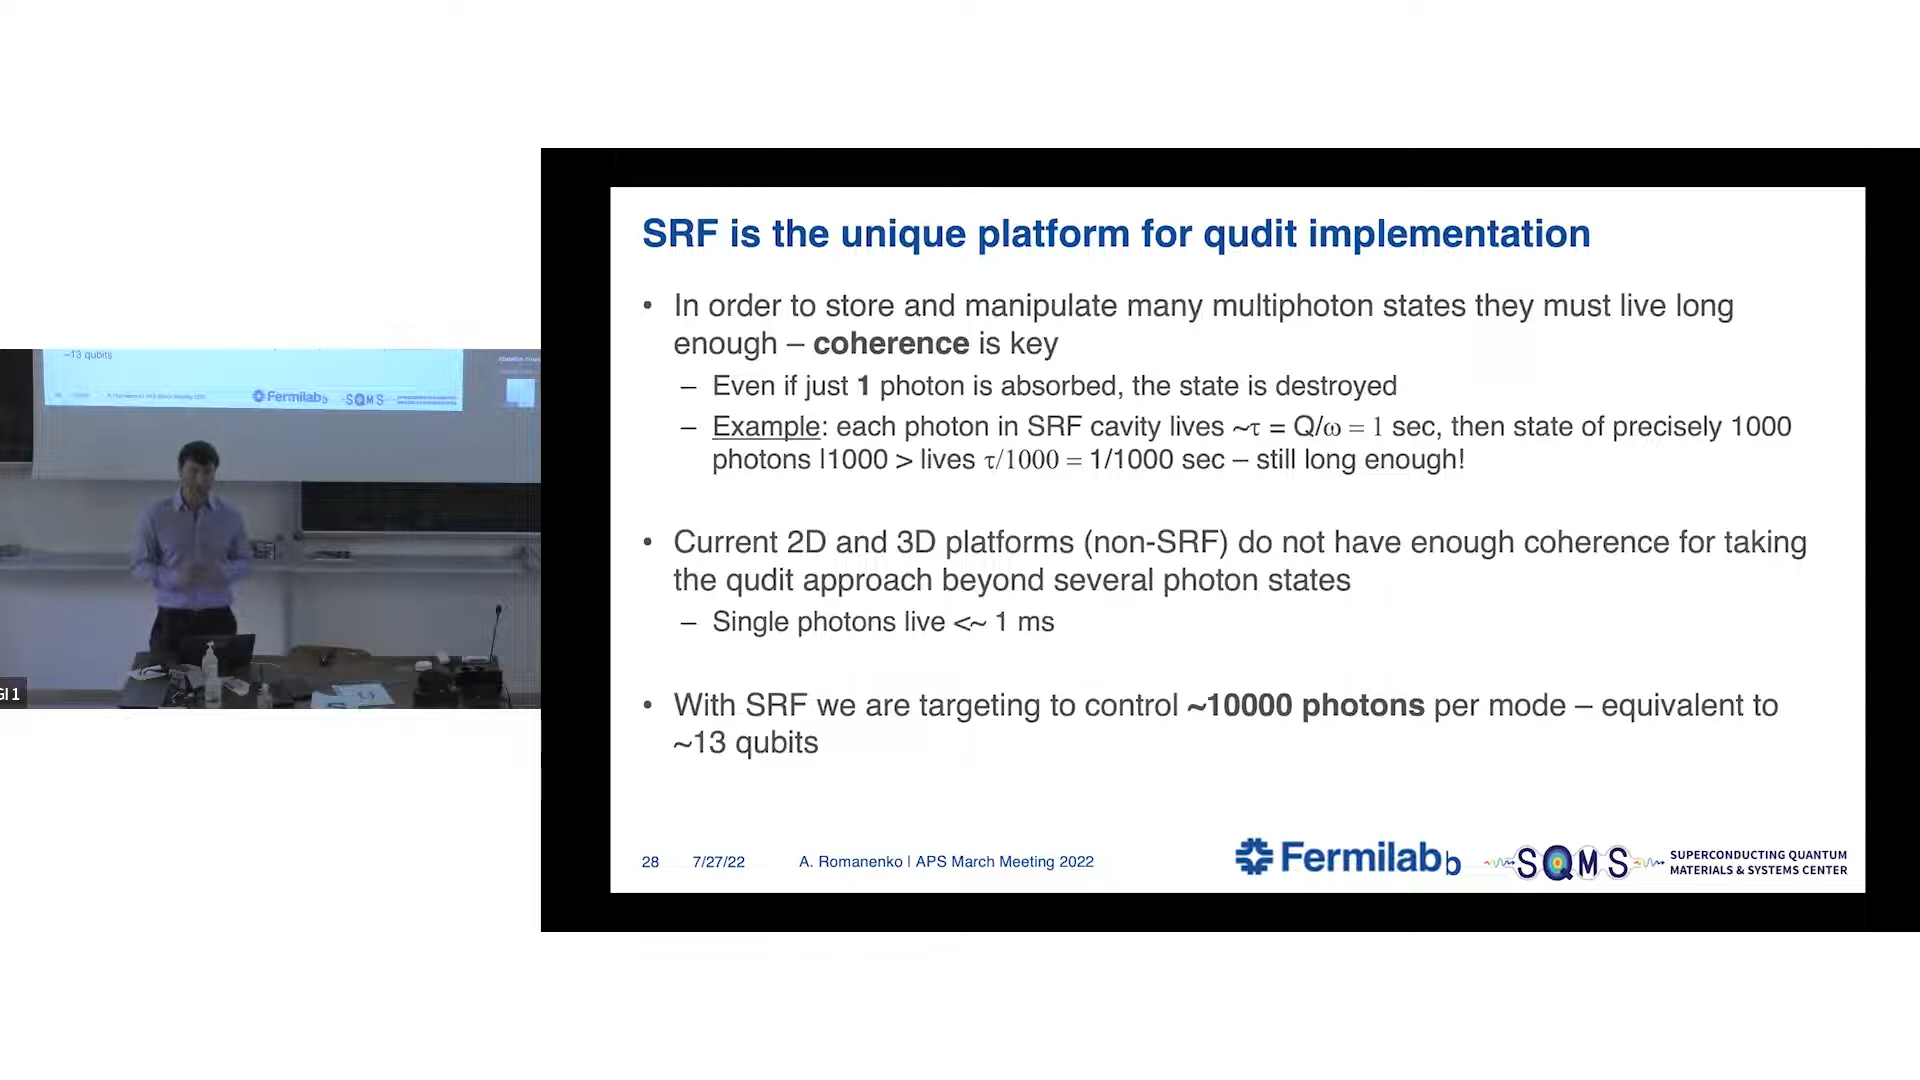 ~13 qubits
Fermilab
SQMS
GI 1
SRF is the unique platform for qudit implementation
• In order to store and manipulate many multiphoton states they must live long
enough – coherence is key
– Even if just 1 photon is absorbed, the state is destroyed
– Example: each photon in SRF cavity lives ~τ = Q/ω = 1 sec, then state of precisely 1000
photons |1000 > lives τ/1000 = 1/1000 sec – still long enough!
• Current 2D and 3D platforms (non-SRF) do not have enough coherence for taking
the qudit approach beyond several photon states
– Single photons live <~ 1 ms
• With SRF we are targeting to control ~10000 photons per mode – equivalent to
~13 qubits
28 7/27/22 A. Romanenko | APS March Meeting 2022
Fermilab b
SQMS
SUPERCONDUCTING QUANTUM
MATERIALS & SYSTEMS CENTER